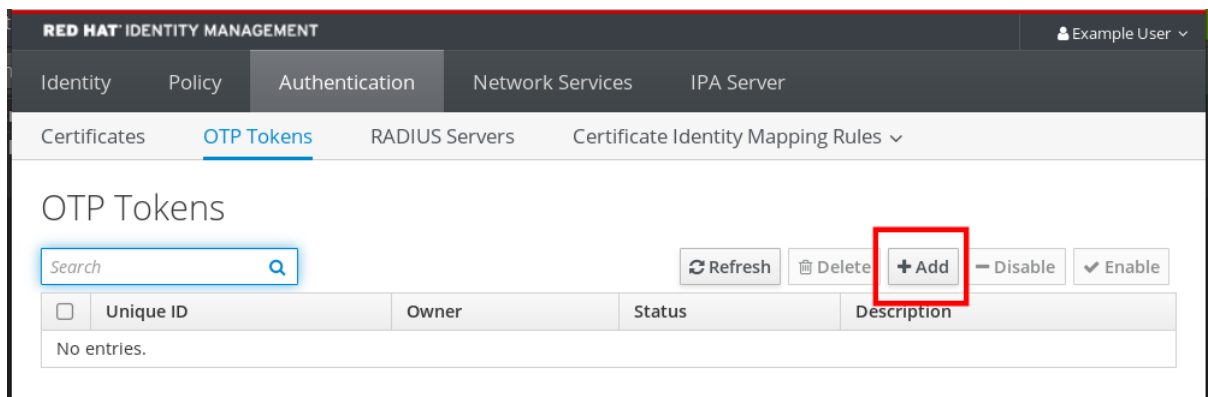 RED HAT® IDENTITY MANAGEMENT Example User
Identity Policy Authentication Network Services IPA Server
Certificates OTP Tokens RADIUS Servers Certificate Identity Mapping Rules
OTP Tokens
Search Refresh Delete + Add − Disable Enable
Unique ID Owner Status Description
No entries.